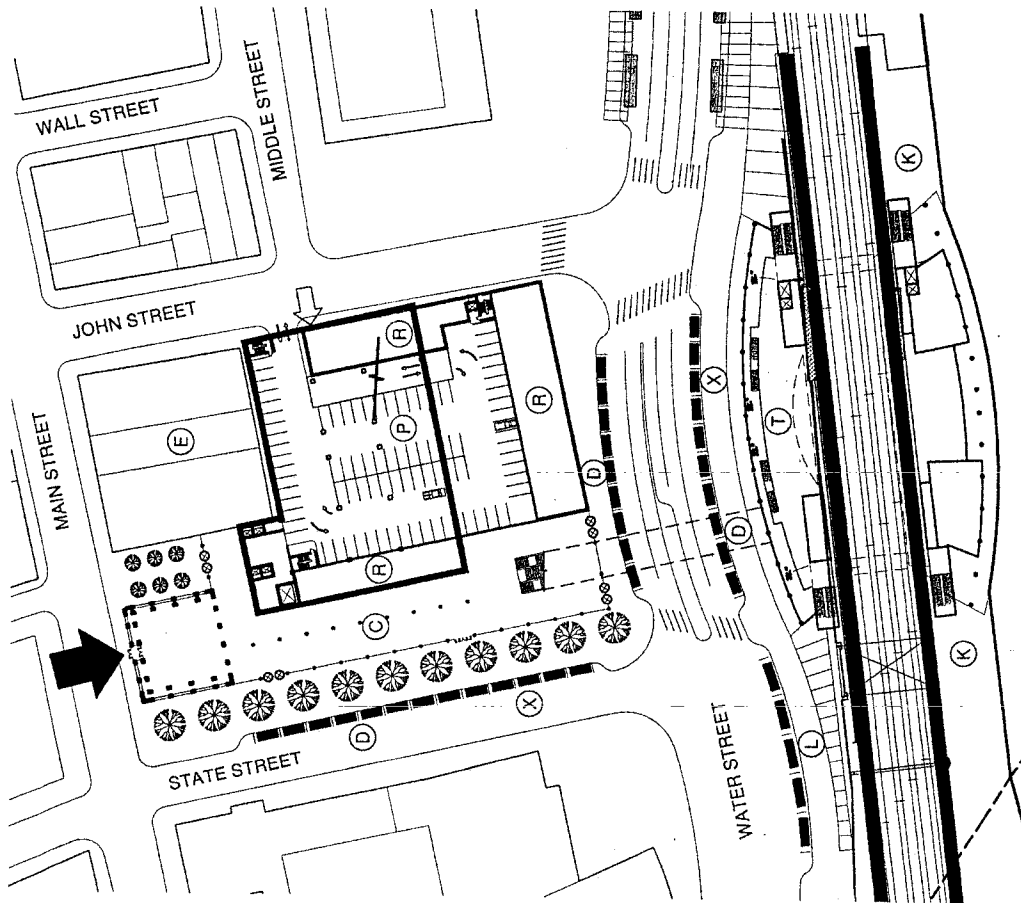 WALL STREET
MIDDLE STREET
JOHN STREET
MAIN STREET
STATE STREET
WATER STREET
E
R
P
R
R
C
D
X
D
X
D
T
L
K
K